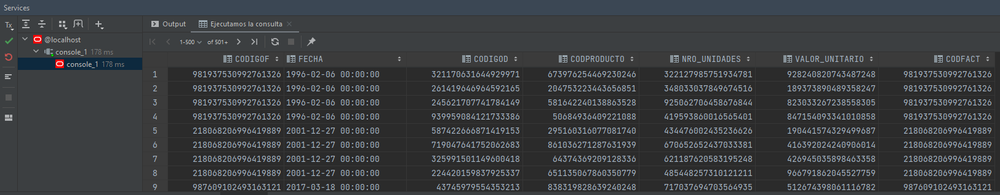 Services
Tx
Output
Ejecutamos la consulta
@localhost
console_1 178 ms
console_1 178 ms
1-500
of 501+
CODIGOF FECHA CODIGOD CODPRODUCTO NRO_UNIDADES VALOR_UNITARIO CODFACT
1 981937530992761326 1996-02-06 00:00:00 321170631644929971 673976254469230246 322127985751934781 928240820743487248 981937530992761326
2 981937530992761326 1996-02-06 00:00:00 261419646964592165 204753223443656851 348033037849674516 189373890489358247 981937530992761326
3 981937530992761326 1996-02-06 00:00:00 245621707741784149 581642240138863528 925062706458676844 823033267238558305 981937530992761326
4 981937530992761326 1996-02-06 00:00:00 939959084121733386 50684936409221088 419593860016565401 847154093341010858 981937530992761326
5 218068206996419889 2001-12-27 00:00:00 587422666871419153 295160316077081740 434476002435236626 190441574329499687 218068206996419889
6 218068206996419889 2001-12-27 00:00:00 719047641752062683 861036271287631939 670652652437033381 416392024240906014 218068206996419889
7 218068206996419889 2001-12-27 00:00:00 325991501149600418 64374369209128336 621187620583195248 426945035898463358 218068206996419889
8 218068206996419889 2001-12-27 00:00:00 224420159837925337 651135067860350779 485448257310121211 966791862045527759 218068206996419889
9 987609102493163121 2017-03-18 00:00:00 43745979554353213 838319828639240248 717037694703564935 512674398061116782 987609102493163121